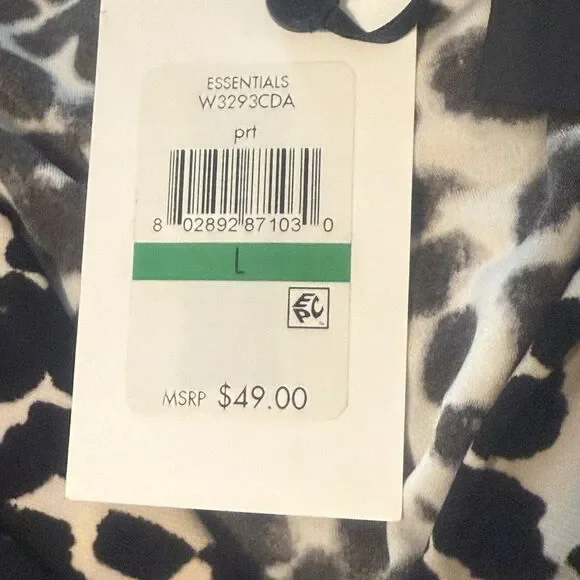 ESSENTIALS
W3293CDA
prt
8 02892 87103 0
L
EPC
MSRP $49.00